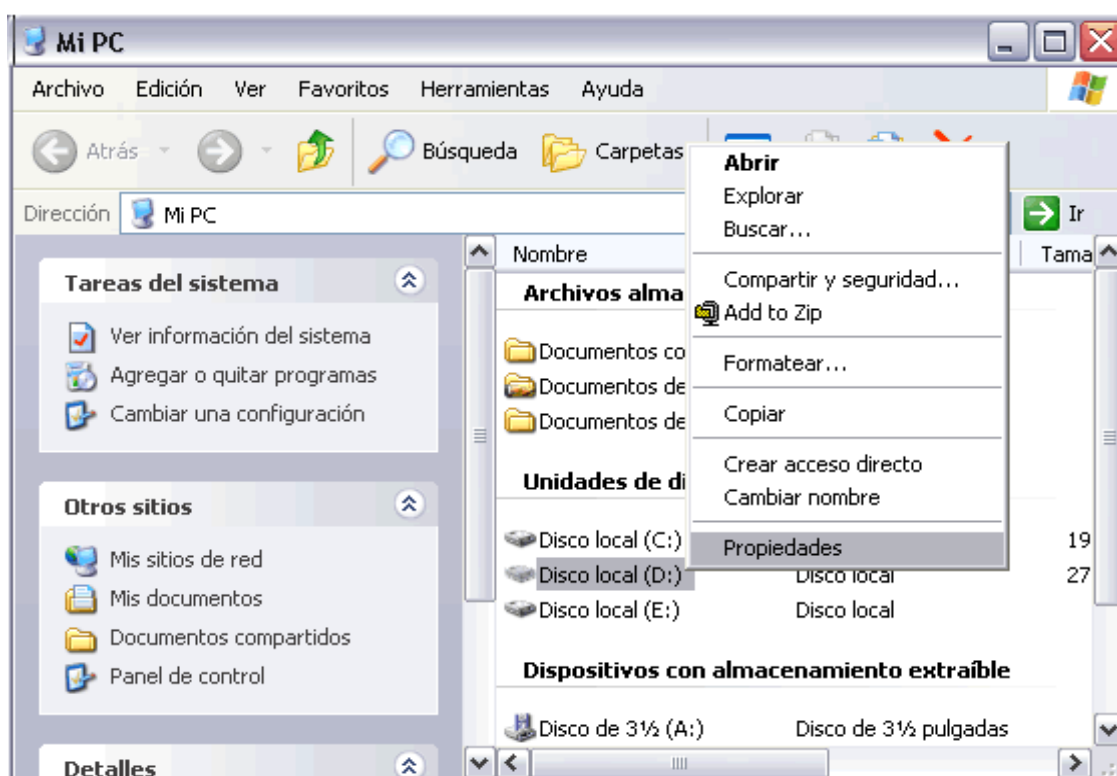 Mi PC
Archivo Edición Ver Favoritos Herramientas Ayuda
Atrás Búsqueda Carpetas
Dirección Mi PC Ir
Tareas del sistema
Ver información del sistema
Agregar o quitar programas
Cambiar una configuración
Otros sitios
Mis sitios de red
Mis documentos
Documentos compartidos
Panel de control
Detalles
Nombre Tama
Archivos alma
Documentos co
Documentos de
Documentos de
Unidades de di
Disco local (C:) 19
Disco local (D:) Disco local 27
Disco local (E:) Disco local
Dispositivos con almacenamiento extraíble
Disco de 3½ (A:) Disco de 3½ pulgadas
Abrir
Explorar
Buscar...
Compartir y seguridad...
Add to Zip
Formatear...
Copiar
Crear acceso directo
Cambiar nombre
Propiedades